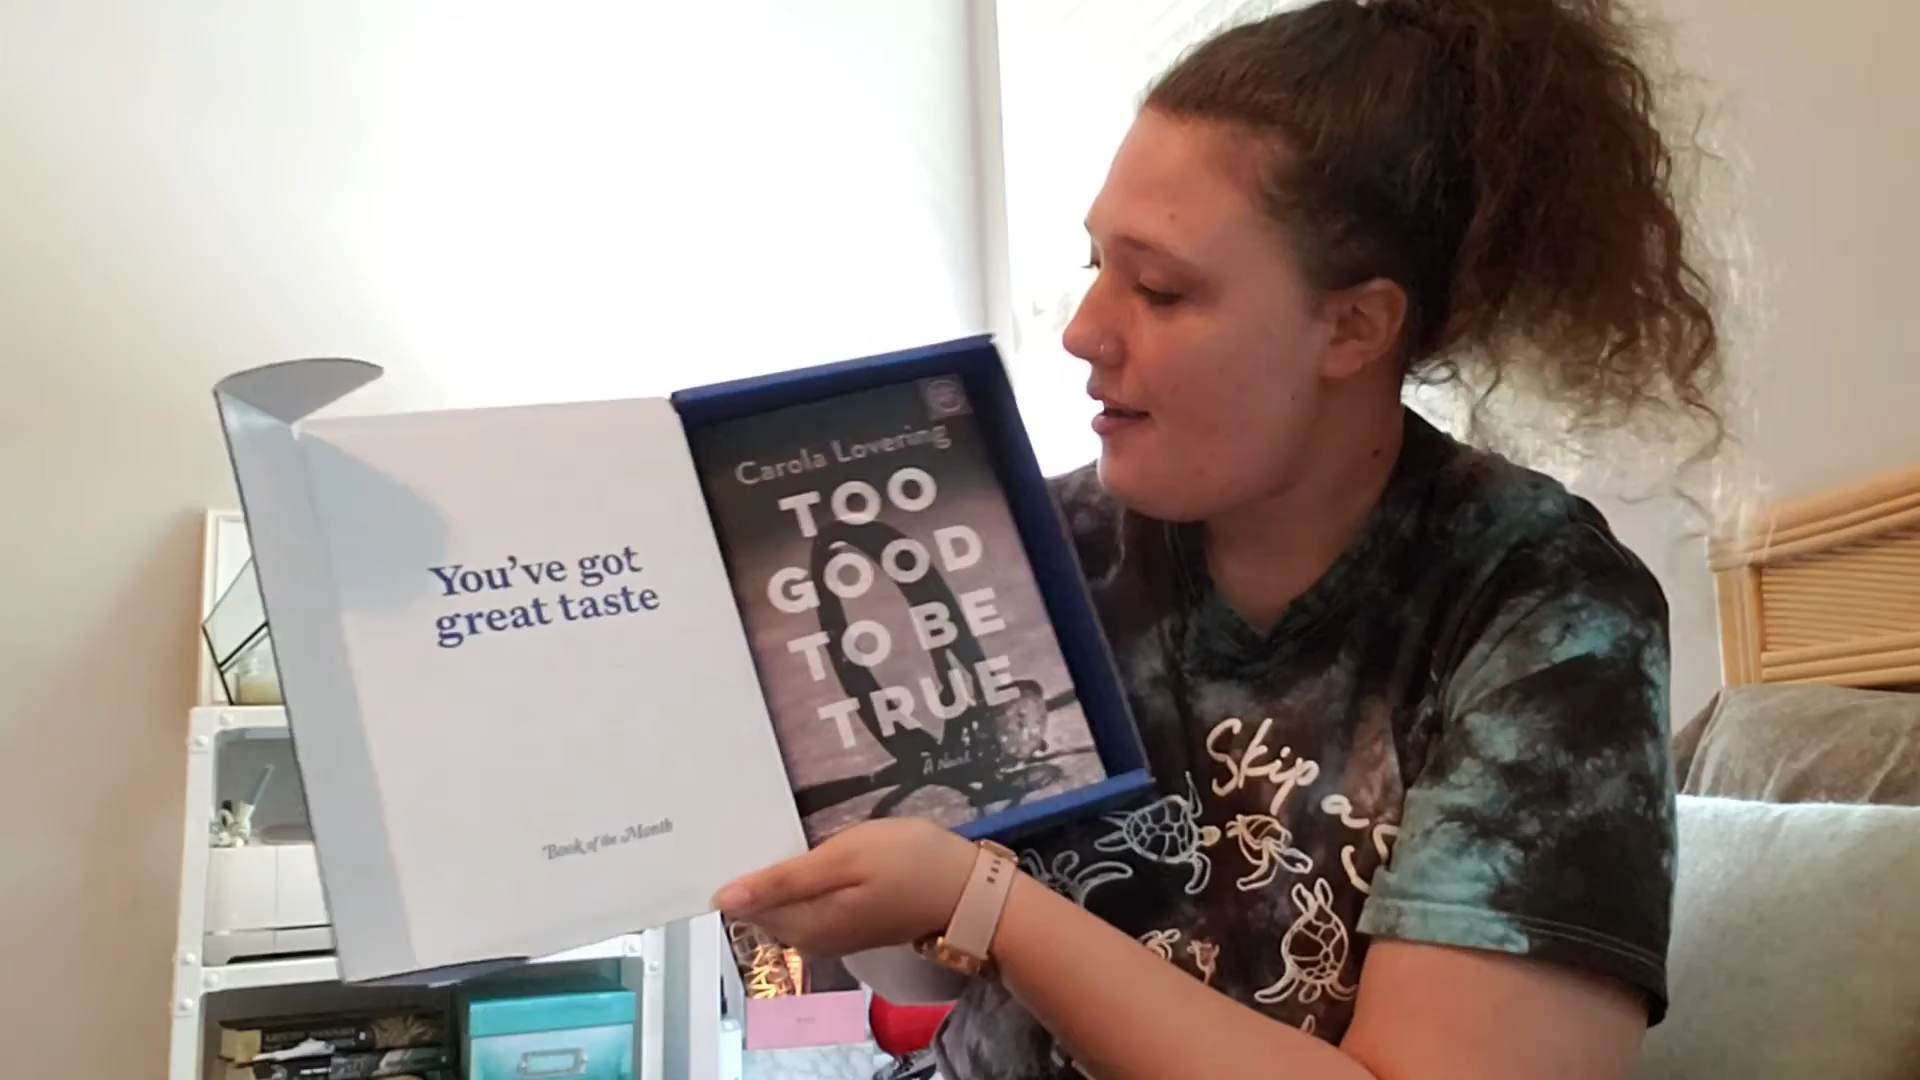 You've got
great taste
Book of the Month
Carola Lovering
TOO
GOOD
TO BE
TRUE
A Novel
Skip a S